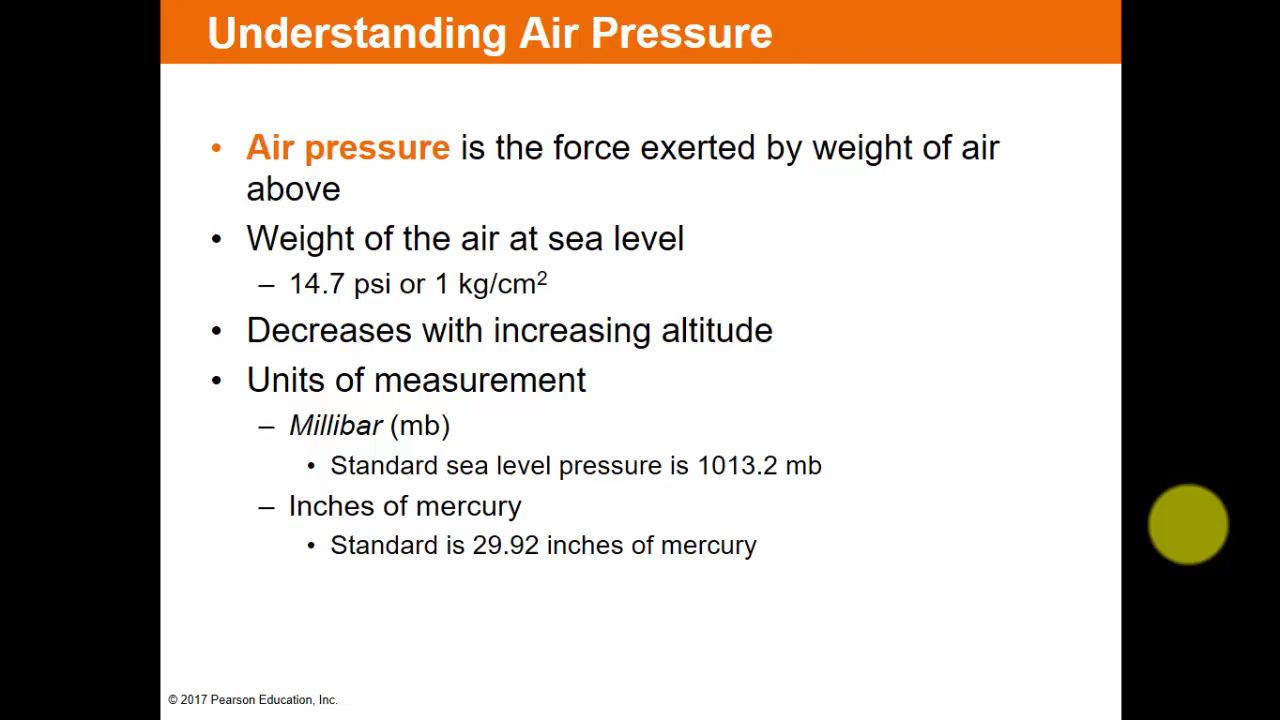 Understanding Air Pressure
• Air pressure is the force exerted by weight of air
above
• Weight of the air at sea level
– 14.7 psi or 1 kg/cm²
• Decreases with increasing altitude
• Units of measurement
– Millibar (mb)
• Standard sea level pressure is 1013.2 mb
– Inches of mercury
• Standard is 29.92 inches of mercury
© 2017 Pearson Education, Inc.